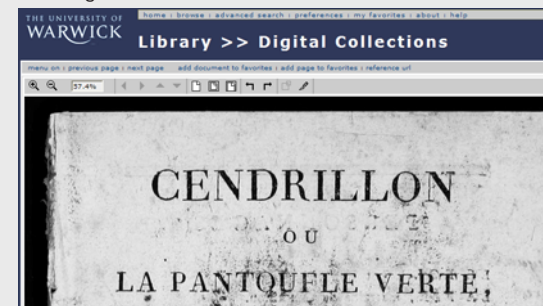 THE UNIVERSITY OF
WARWICK
home : browse : advanced search : preferences : my favorites : about : help
Library >> Digital Collections
menu on : previous page : next page add document to favorites : add page to favorites : reference url
57.4%
CENDRILLON
OU
LA PANTOUFLE VERTE;